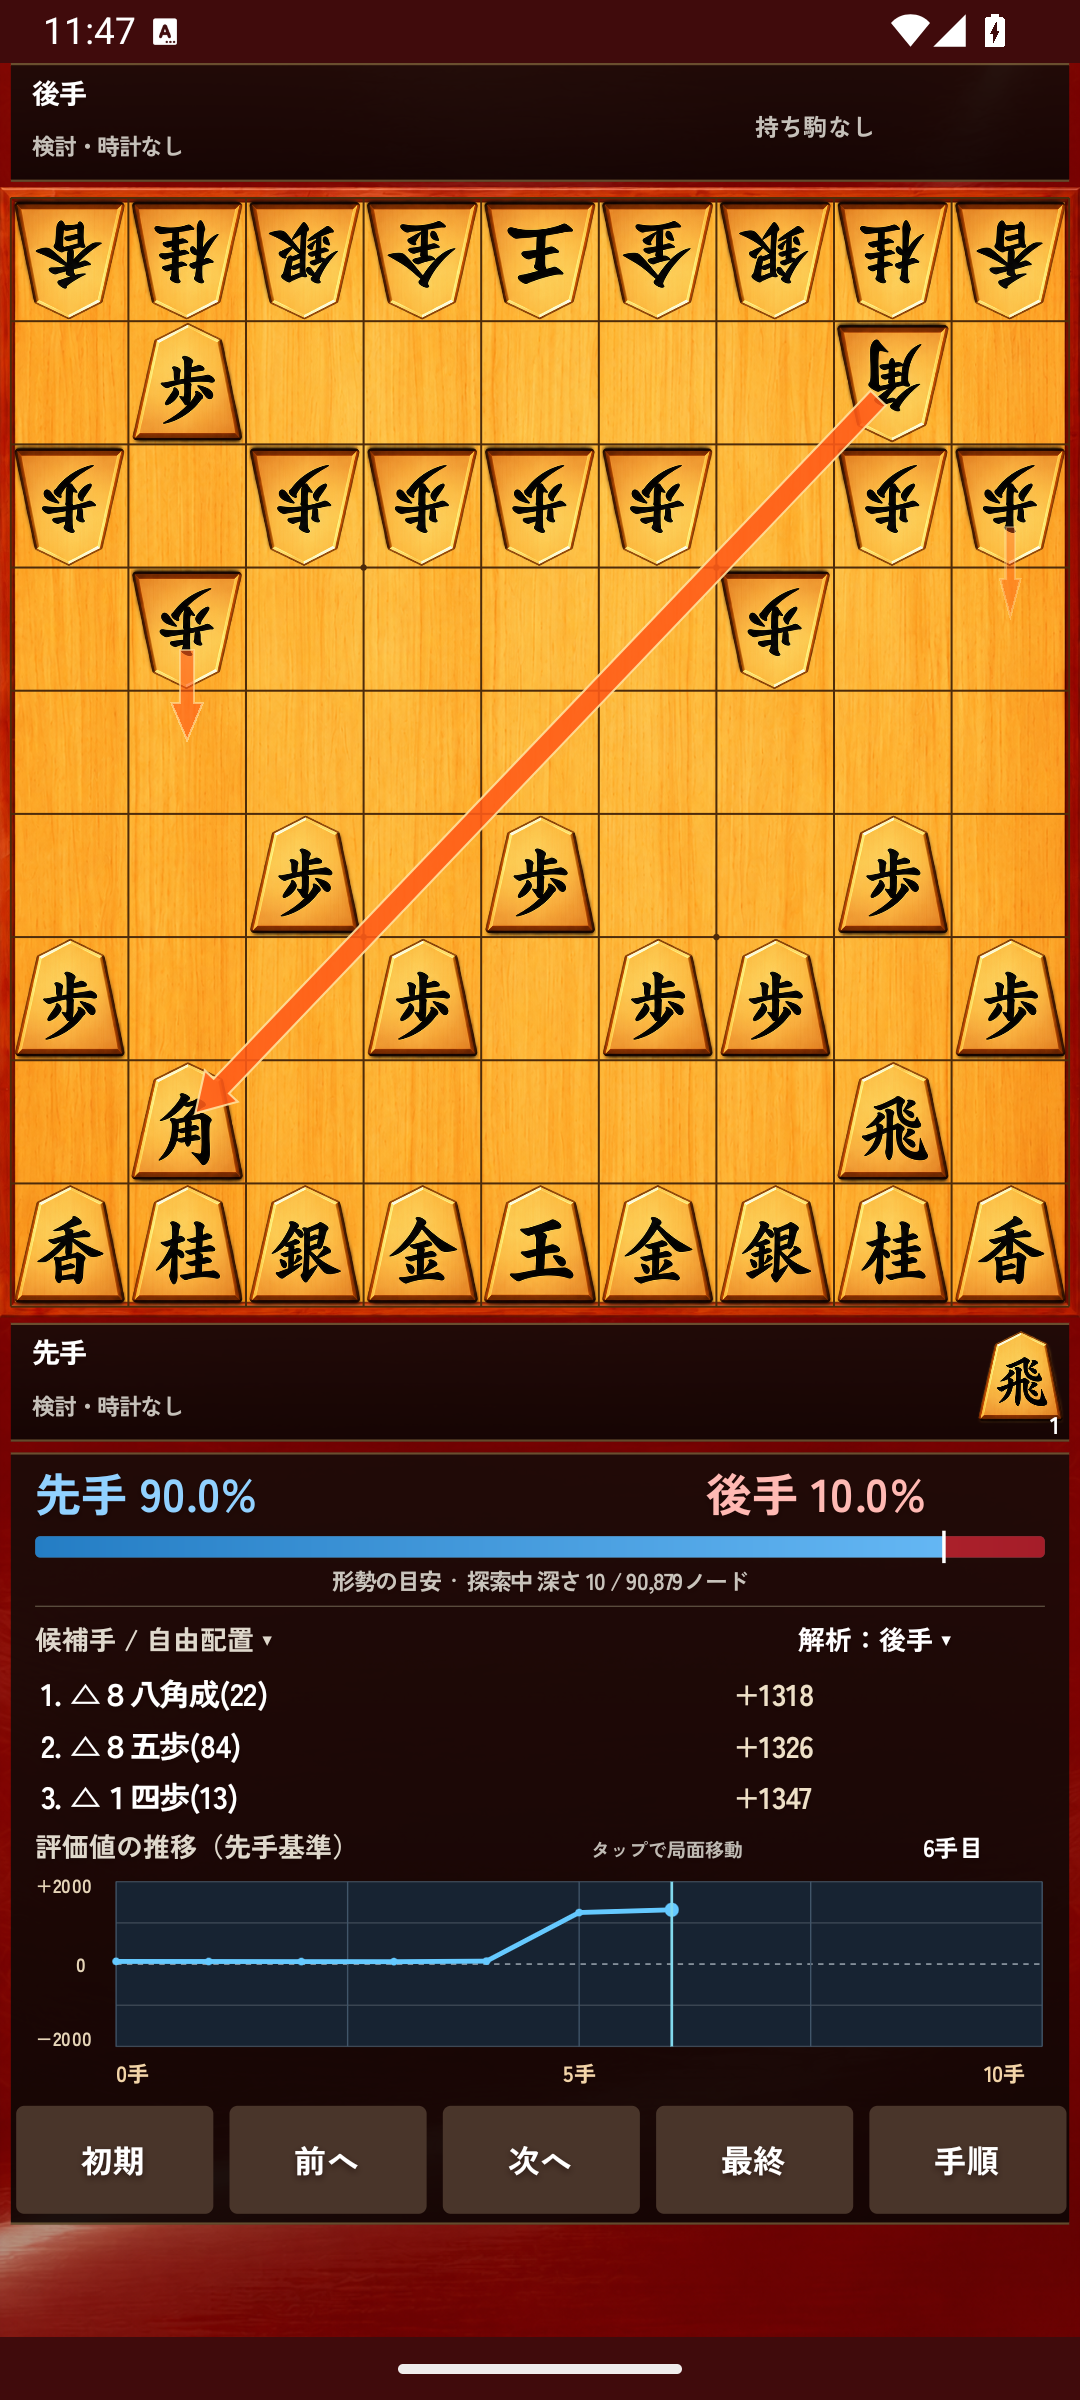 11:47
後手
検討・時計なし
持ち駒なし
香桂銀金王金銀桂香
歩角
歩歩歩歩歩歩歩
歩歩
歩歩歩
歩歩歩歩歩
角飛
香桂銀金玉金銀桂香
先手
検討・時計なし
飛
1
先手 90.0% 後手 10.0%
形勢の目安 · 探索中 深さ 10 / 90,879ノード
候補手 / 自由配置 ▾ 解析：後手 ▾
1. △８八角成(22) +1318
2. △８五歩(84) +1326
3. △１四歩(13) +1347
評価値の推移（先手基準） タップで局面移動 6手目
+2000
0
−2000
0手 5手 10手
初期 前へ 次へ 最終 手順